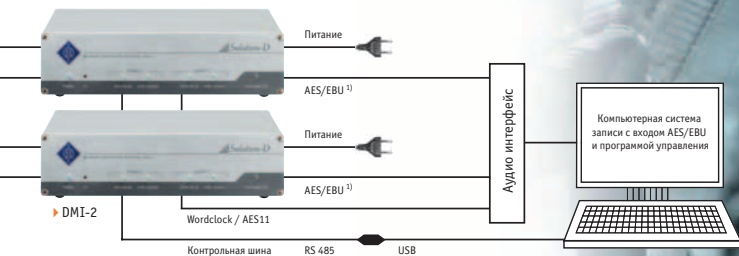 Питание
Solution-D
AES/EBU 1)
Питание
Solution-D
AES/EBU 1)
DMI-2
Wordclock / AES11
Контрольная шина
RS 485
USB
Аудио интерфейс
Компьютерная система
записи с входом AES/EBU
и программой управления